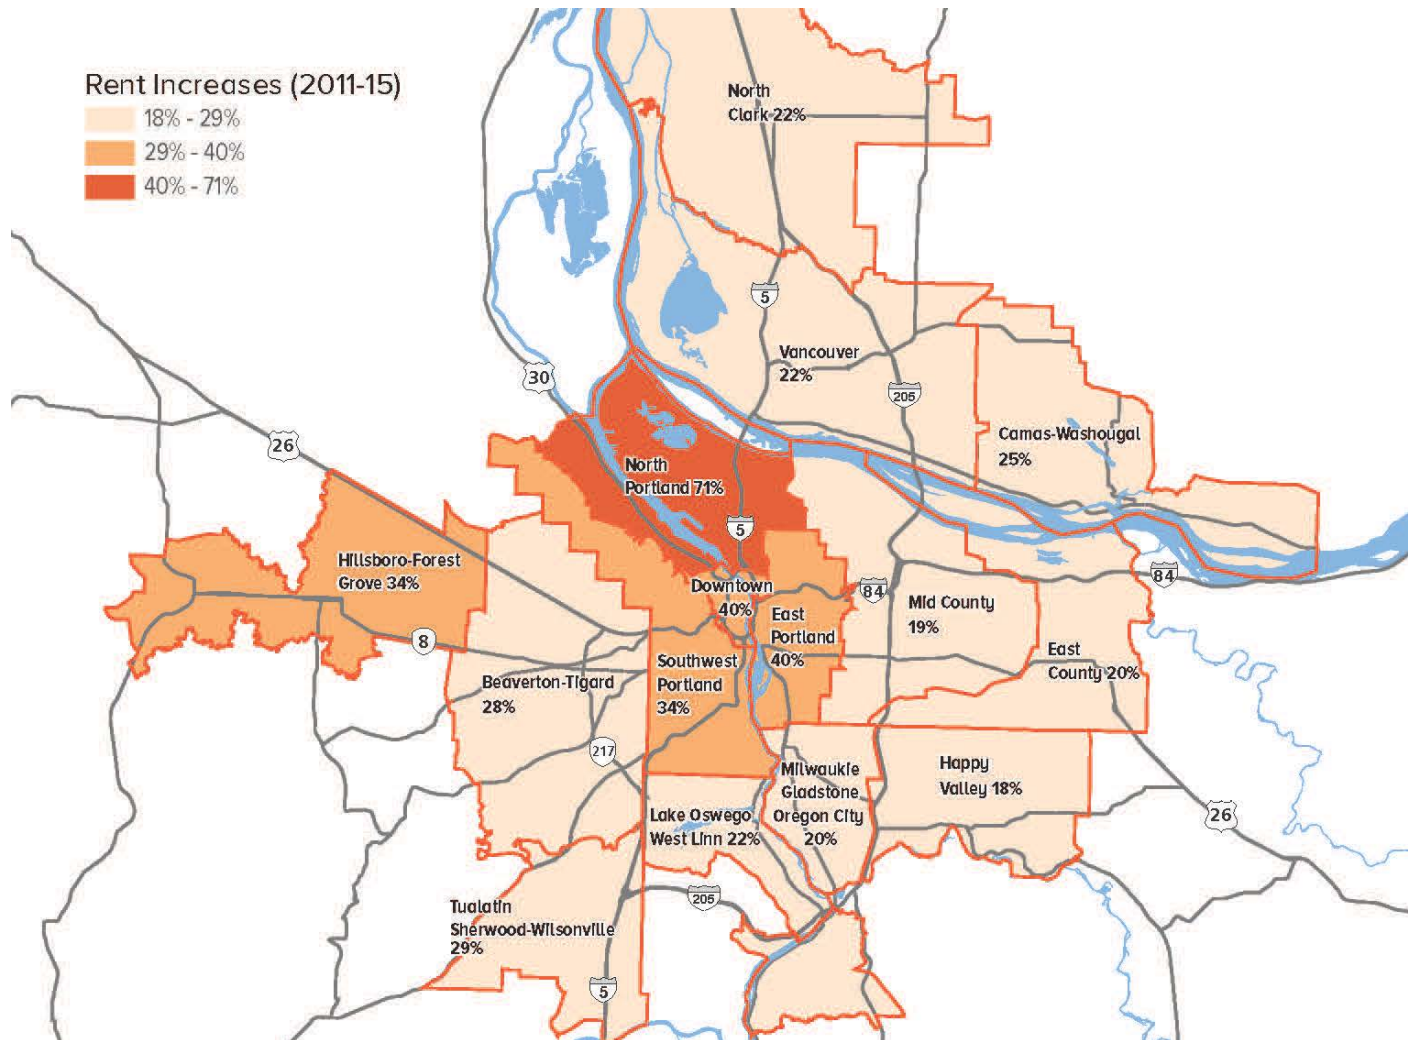 Rent Increases (2011-15)
18% - 29%
29% - 40%
40% - 71%
North
Clark 22%
5
Vancouver
22%
30
205
26
Camas-Washougal
25%
North
Portland 71%
5
Hillsboro-Forest
Grove 34%
Downtown
40%
84
84
Mid County
19%
East
Portland
40%
8
Southwest
Portland
34%
East
County 20%
Beaverton-Tigard
28%
217
Milwaukie
Gladstone
Oregon City
20%
Happy
Valley 18%
Lake Oswego
West Linn 22%
26
205
Tualatin
Sherwood-Wilsonville
29%
5